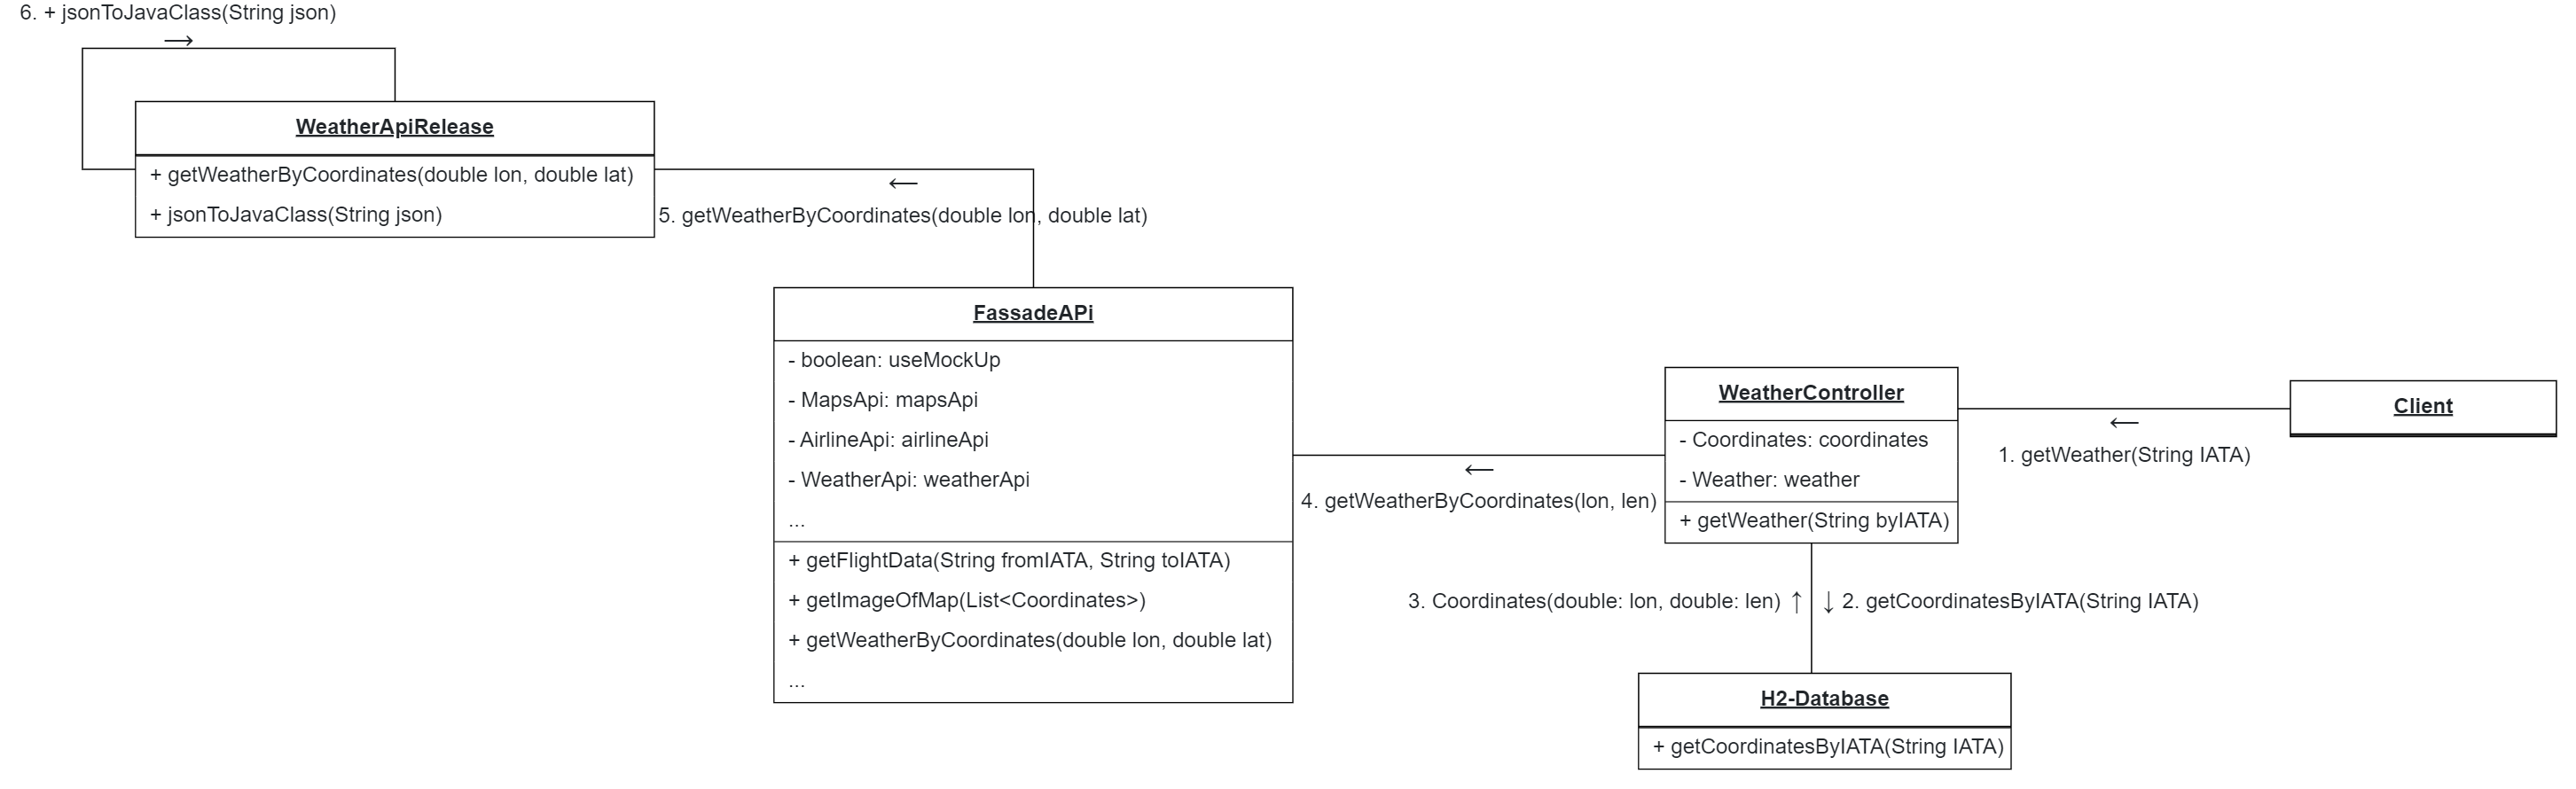 6. + jsonToJavaClass(String json)
→
WeatherApiRelease
+ getWeatherByCoordinates(double lon, double lat)
+ jsonToJavaClass(String json)
←
5. getWeatherByCoordinates(double lon, double lat)
FassadeAPi
- boolean: useMockUp
- MapsApi: mapsApi
- AirlineApi: airlineApi
- WeatherApi: weatherApi
...
+ getFlightData(String fromIATA, String toIATA)
+ getImageOfMap(List<Coordinates>)
+ getWeatherByCoordinates(double lon, double lat)
...
←
4. getWeatherByCoordinates(lon, len)
WeatherController
- Coordinates: coordinates
- Weather: weather
+ getWeather(String byIATA)
Client
←
1. getWeather(String IATA)
3. Coordinates(double: lon, double: len) ↑
↓ 2. getCoordinatesByIATA(String IATA)
H2-Database
+ getCoordinatesByIATA(String IATA)